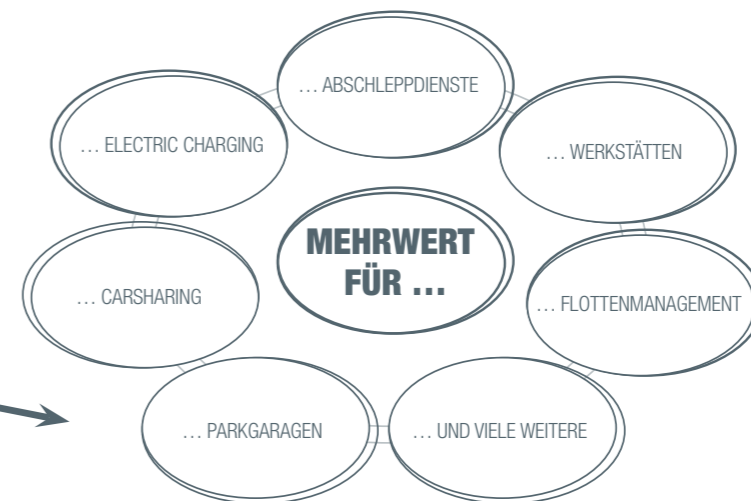 … ABSCHLEPPDIENSTE
… ELECTRIC CHARGING
… WERKSTÄTTEN
MEHRWERT
FÜR …
… CARSHARING
… FLOTTENMANAGEMENT
… PARKGARAGEN
… UND VIELE WEITERE